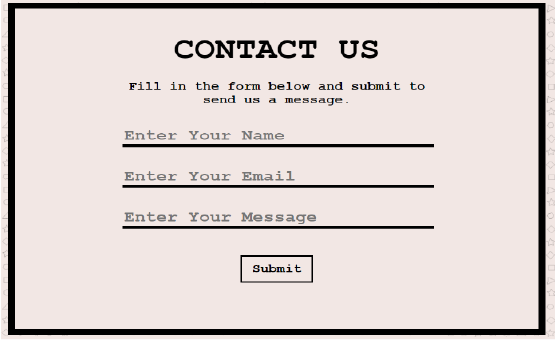 CONTACT US
Fill in the form below and submit to
send us a message.
Enter Your Name
Enter Your Email
Enter Your Message
Submit